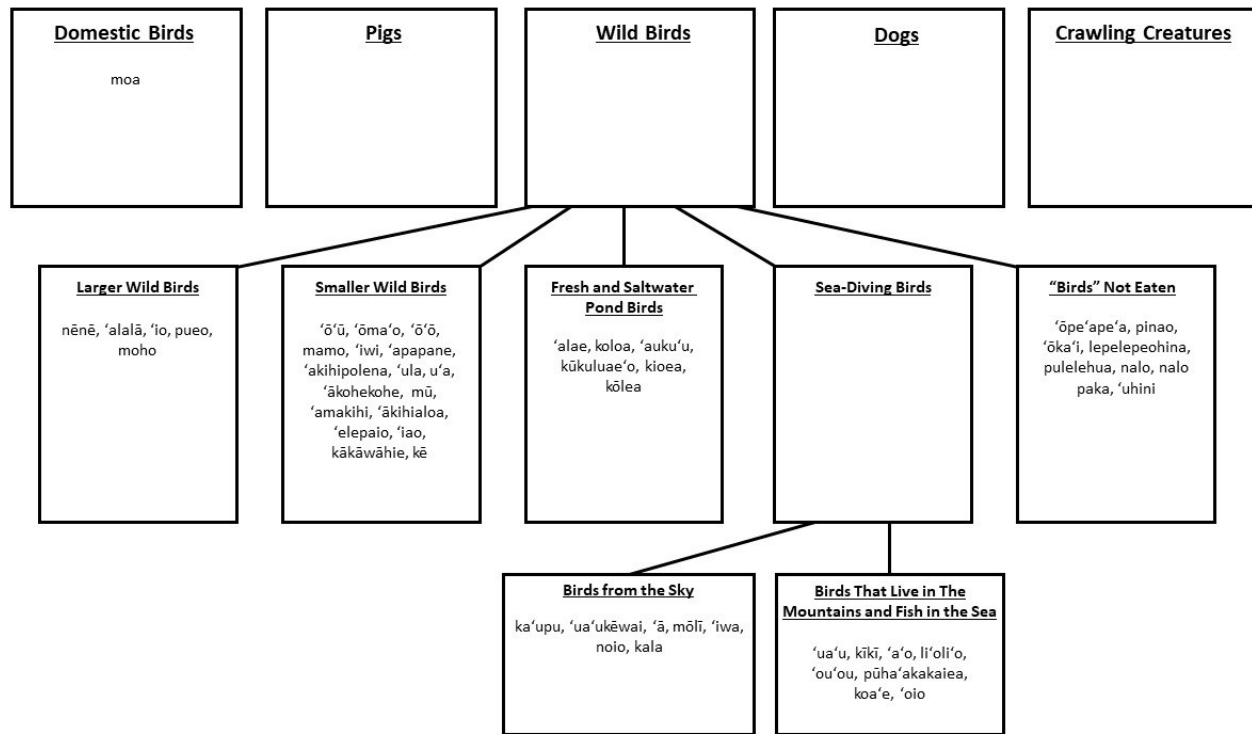 Domestic Birds
moa
Pigs
Wild Birds
Dogs
Crawling Creatures
Larger Wild Birds
nēnē, ʻalalā, ʻio, pueo,
moho
Smaller Wild Birds
ʻōʻū, ʻōmaʻo, ʻōʻō,
mamo, ʻiwi, ʻapapane,
ʻakihipolena, ʻula, uʻa,
ʻākohekohe, mū,
ʻamakihi, ʻākihialoa,
ʻelepaio, ʻiao,
kākāwāhie, kē
Fresh and Saltwater
Pond Birds
ʻalae, koloa, ʻaukuʻu,
kūkuluaeʻo, kioea,
kōlea
Sea-Diving Birds
“Birds” Not Eaten
ʻōpeʻapeʻa, pinao,
ʻōkaʻi, lepelepeohina,
pulelehua, nalo, nalo
paka, ʻuhini
Birds from the Sky
kaʻupu, ʻuaʻukēwai, ʻā, mōlī, ʻiwa,
noio, kala
Birds That Live in The
Mountains and Fish in the Sea
ʻuaʻu, kīkī, ʻaʻo, liʻoliʻo,
ʻouʻou, pūhaʻakakaiea,
koaʻe, ʻoio